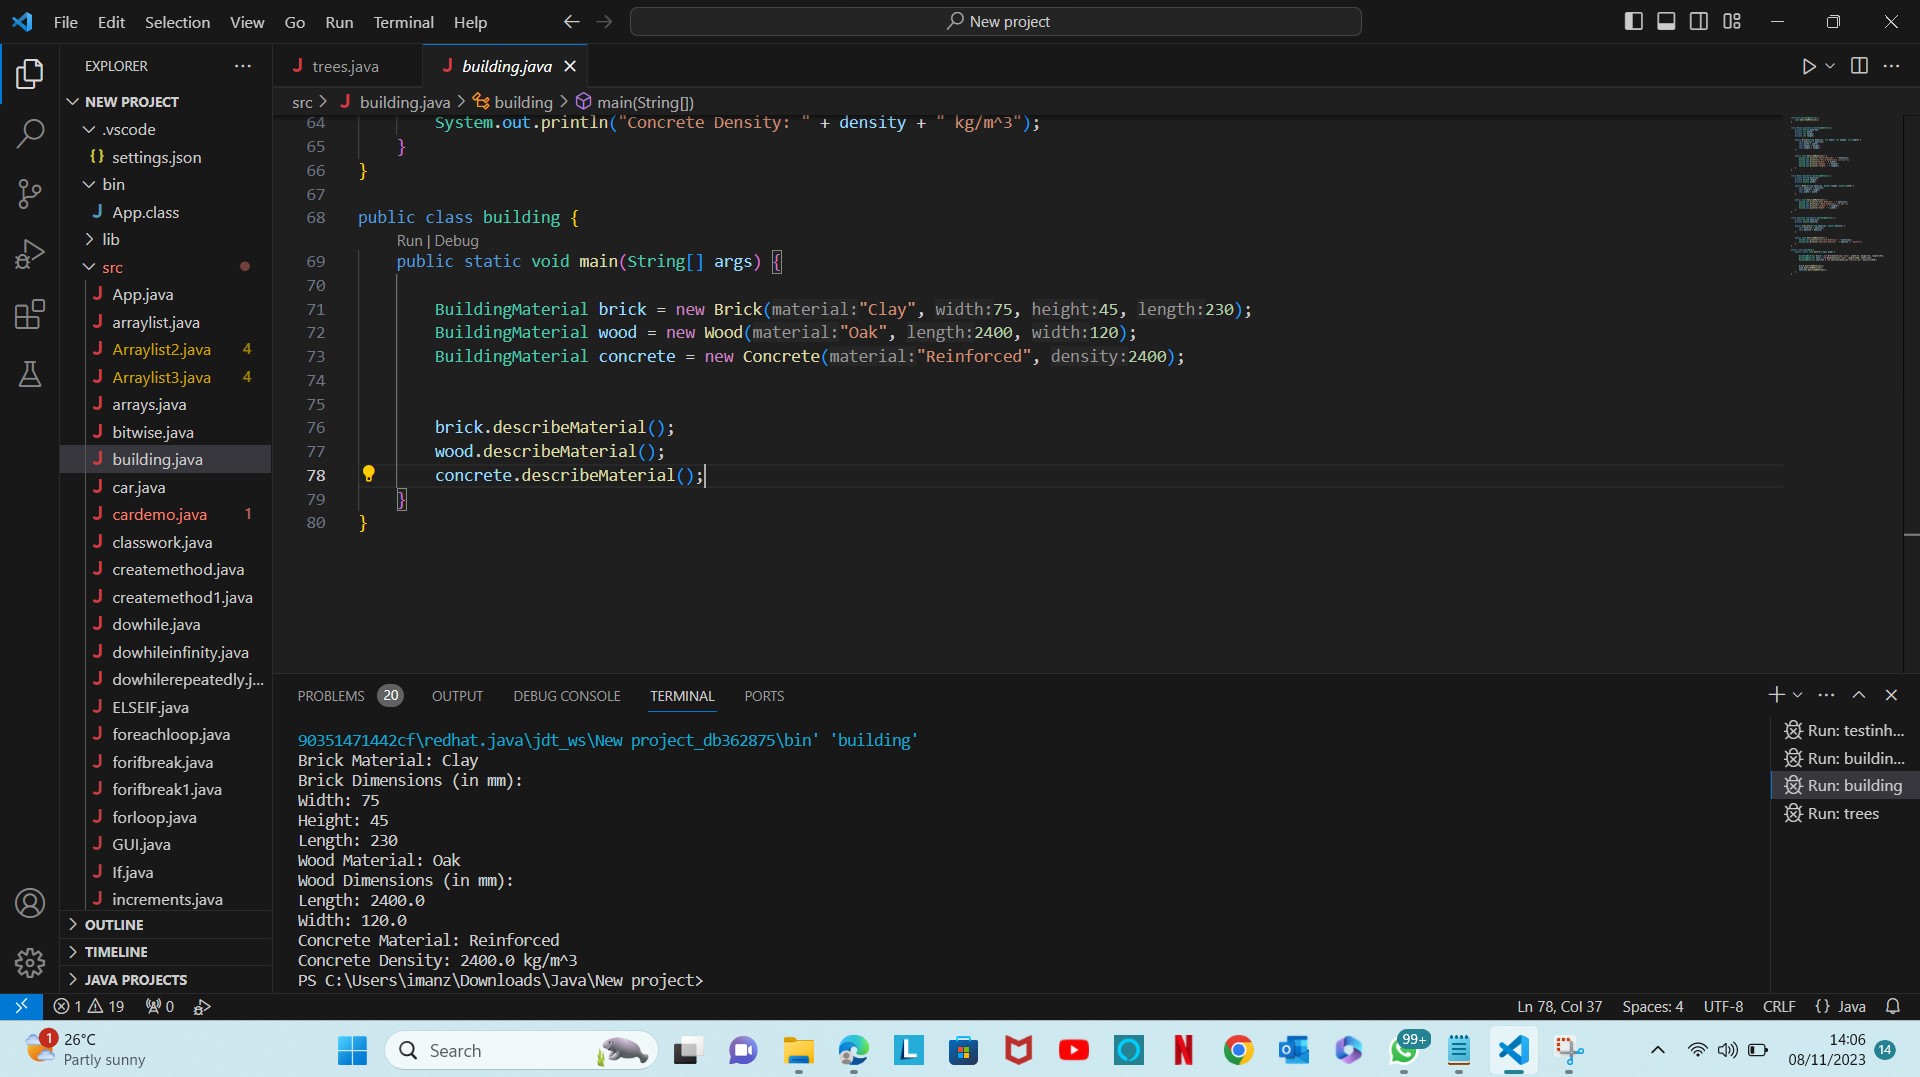 File Edit Selection View Go Run Terminal Help
New project
EXPLORER
trees.java
building.java
NEW PROJECT
src > building.java > building > main(String[])
.vscode
settings.json
bin
App.class
lib
src
App.java
arraylist.java
Arraylist2.java 4
Arraylist3.java 4
arrays.java
bitwise.java
building.java
car.java
cardemo.java 1
classwork.java
createmethod.java
createmethod1.java
dowhile.java
dowhileinfinity.java
dowhilerepeatedly.j...
ELSEIF.java
foreachloop.java
forifbreak.java
forifbreak1.java
forloop.java
GUI.java
If.java
increments.java
OUTLINE
TIMELINE
JAVA PROJECTS
64 System.out.println("Concrete Density: " + density + " kg/m^3");
65 }
66 }
67
68 public class building {
Run | Debug
69 public static void main(String[] args) {
70
71 BuildingMaterial brick = new Brick(material:"Clay", width:75, height:45, length:230);
72 BuildingMaterial wood = new Wood(material:"Oak", length:2400, width:120);
73 BuildingMaterial concrete = new Concrete(material:"Reinforced", density:2400);
74
75
76 brick.describeMaterial();
77 wood.describeMaterial();
78 concrete.describeMaterial();
79 }
80 }
PROBLEMS 20 OUTPUT DEBUG CONSOLE TERMINAL PORTS
90351471442cf\redhat.java\jdt_ws\New project_db362875\bin' 'building'
Brick Material: Clay
Brick Dimensions (in mm):
Width: 75
Height: 45
Length: 230
Wood Material: Oak
Wood Dimensions (in mm):
Length: 2400.0
Width: 120.0
Concrete Material: Reinforced
Concrete Density: 2400.0 kg/m^3
PS C:\Users\imanz\Downloads\Java\New project>
Run: testinh...
Run: buildin...
Run: building
Run: trees
1 19 0
Ln 78, Col 37 Spaces: 4 UTF-8 CRLF {} Java
1
26°C
Partly sunny
Search
L
N
99+
14:06
08/11/2023
14